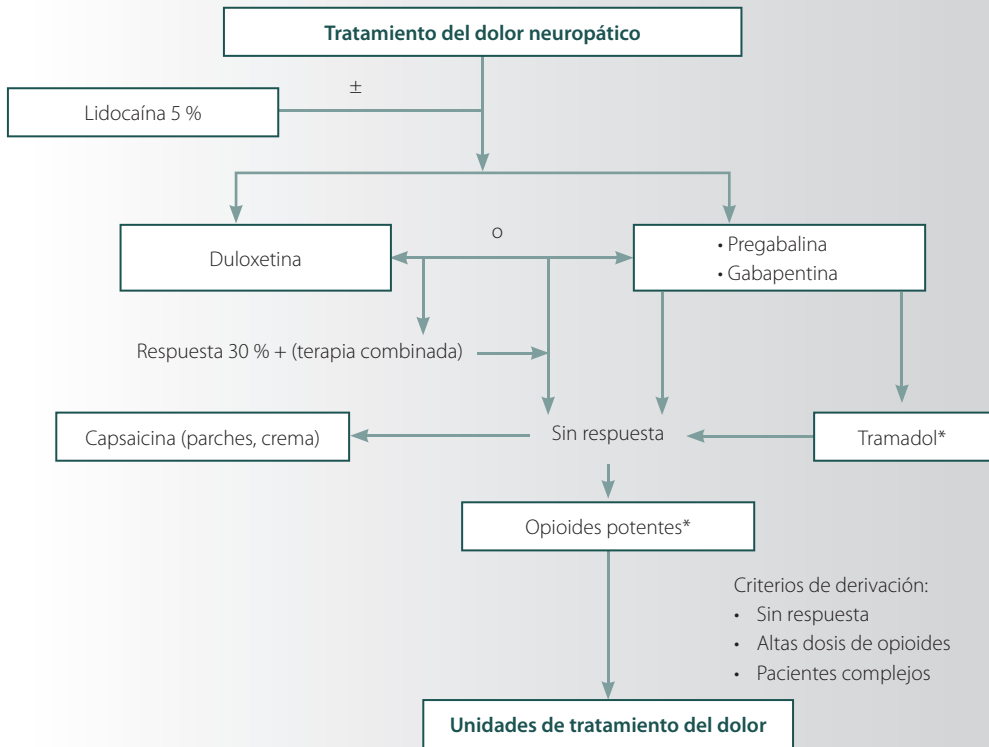 Tratamiento del dolor neuropático
±
Lidocaína 5 %
Duloxetina
o
• Pregabalina
• Gabapentina
Respuesta 30 % + (terapia combinada)
Capsaicina (parches, crema)
Sin respuesta
Tramadol*
Opioides potentes*
Criterios de derivación:
• Sin respuesta
• Altas dosis de opioides
• Pacientes complejos
Unidades de tratamiento del dolor